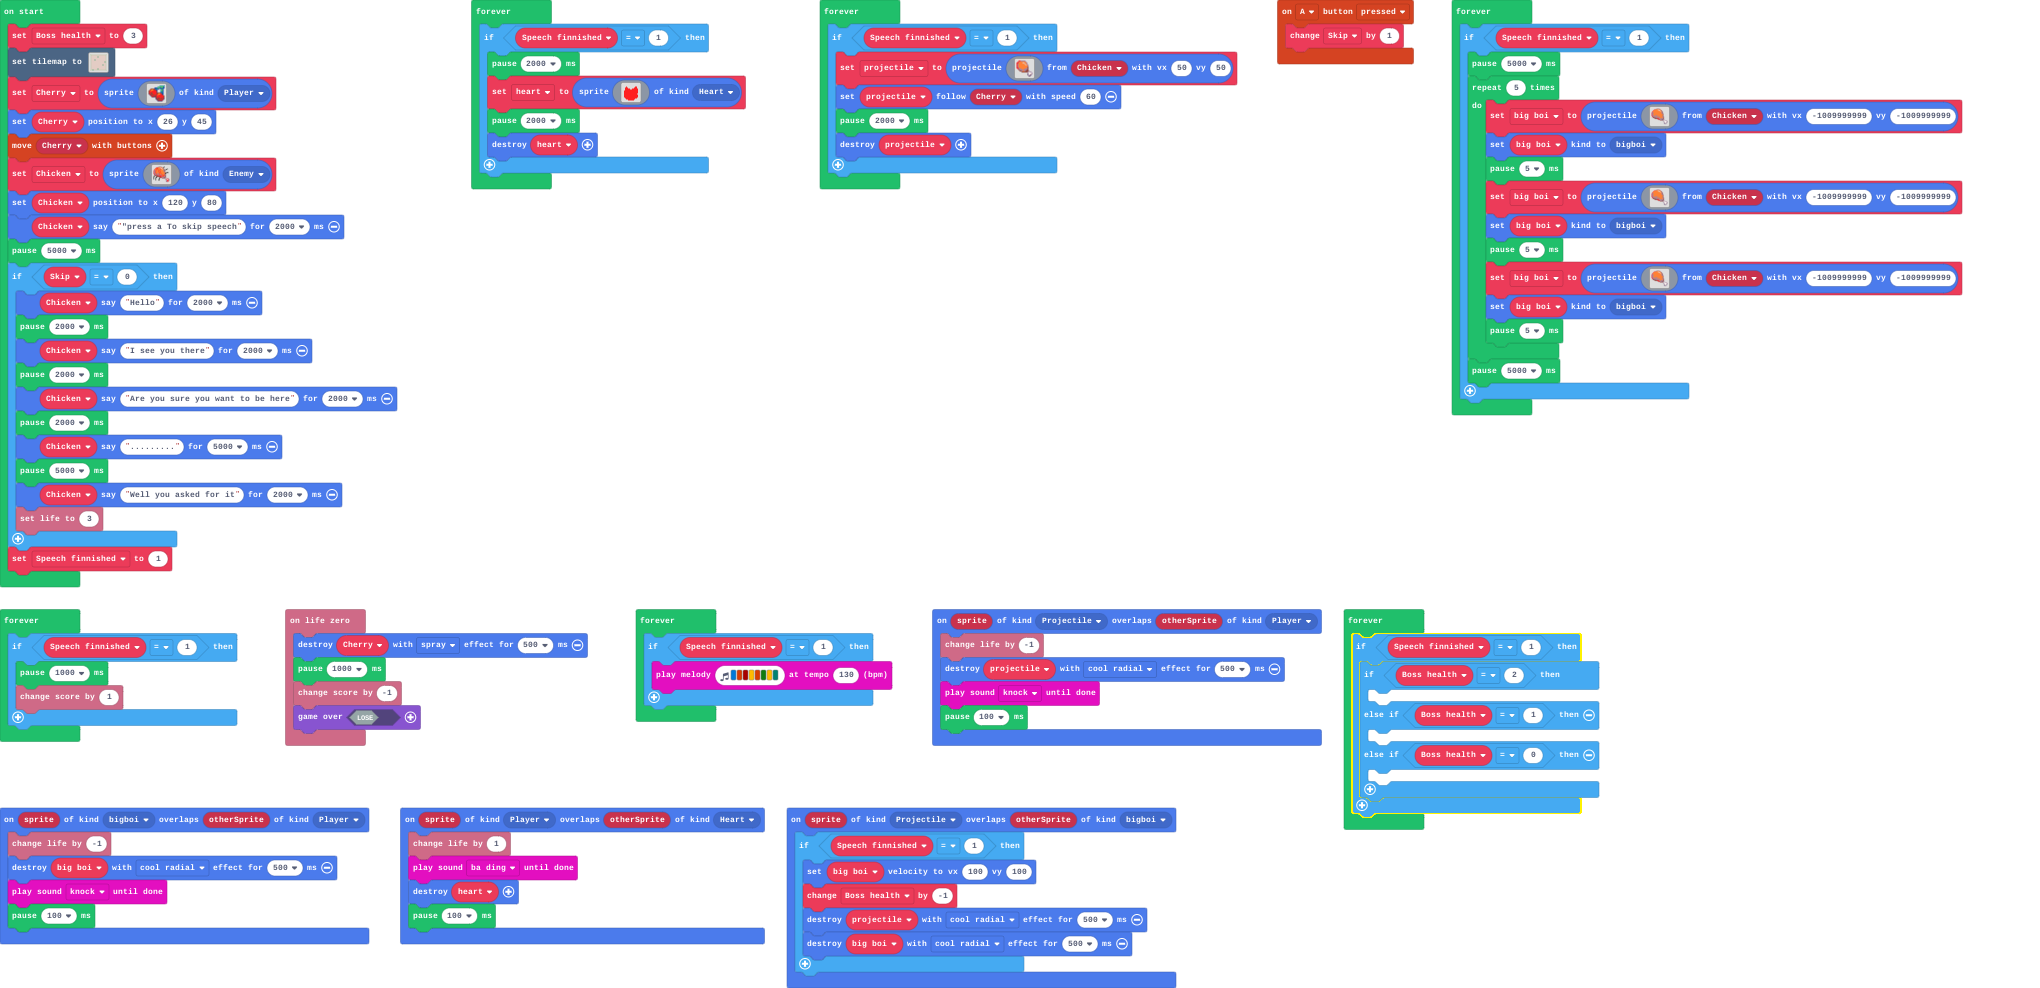 on start
set Boss health to 3
set tilemap to
set Cherry to sprite of kind Player
set Cherry position to x 26 y 45
move Cherry with buttons
set Chicken to sprite of kind Enemy
set Chicken position to x 120 y 80
Chicken say ""press a To skip speech" for 2000 ms
pause 5000 ms
if Skip = 0 then
Chicken say "Hello" for 2000 ms
pause 2000 ms
Chicken say "I see you there" for 2000 ms
pause 2000 ms
Chicken say "Are you sure you want to be here" for 2000 ms
pause 2000 ms
Chicken say "........." for 5000 ms
pause 5000 ms
Chicken say "Well you asked for it" for 2000 ms
set life to 3
set Speech finnished to 1
forever
if Speech finnished = 1 then
pause 2000 ms
set heart to sprite of kind Heart
pause 2000 ms
destroy heart
forever
if Speech finnished = 1 then
set projectile to projectile from Chicken with vx 50 vy 50
set projectile follow Cherry with speed 60
pause 2000 ms
destroy projectile
on A button pressed
change Skip by 1
forever
if Speech finnished = 1 then
pause 5000 ms
repeat 5 times
do
set big boi to projectile from Chicken with vx -1009999999 vy -1009999999
set big boi kind to bigboi
pause 5 ms
set big boi to projectile from Chicken with vx -1009999999 vy -1009999999
set big boi kind to bigboi
pause 5 ms
set big boi to projectile from Chicken with vx -1009999999 vy -1009999999
set big boi kind to bigboi
pause 5 ms
pause 5000 ms
forever
if Speech finnished = 1 then
pause 1000 ms
change score by 1
on life zero
destroy Cherry with spray effect for 500 ms
pause 1000 ms
change score by -1
game over LOSE
forever
if Speech finnished = 1 then
play melody at tempo 130 (bpm)
on sprite of kind Projectile overlaps otherSprite of kind Player
change life by -1
destroy projectile with cool radial effect for 500 ms
play sound knock until done
pause 100 ms
forever
if Speech finnished = 1 then
if Boss health = 2 then
else if Boss health = 1 then
else if Boss health = 0 then
on sprite of kind bigboi overlaps otherSprite of kind Player
change life by -1
destroy big boi with cool radial effect for 500 ms
play sound knock until done
pause 100 ms
on sprite of kind Player overlaps otherSprite of kind Heart
change life by 1
play sound ba ding until done
destroy heart
pause 100 ms
on sprite of kind Projectile overlaps otherSprite of kind bigboi
if Speech finnished = 1 then
set big boi velocity to vx 100 vy 100
change Boss health by -1
destroy projectile with cool radial effect for 500 ms
destroy big boi with cool radial effect for 500 ms